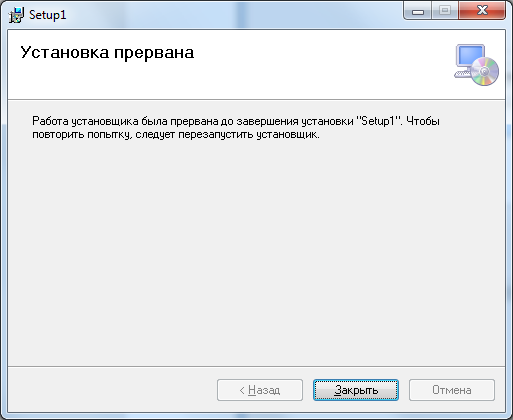 Setup1
Установка прервана
Работа установщика была прервана до завершения установки "Setup1". Чтобы
повторить попытку, следует перезапустить установщик.
< Назад
Закрыть
Отмена